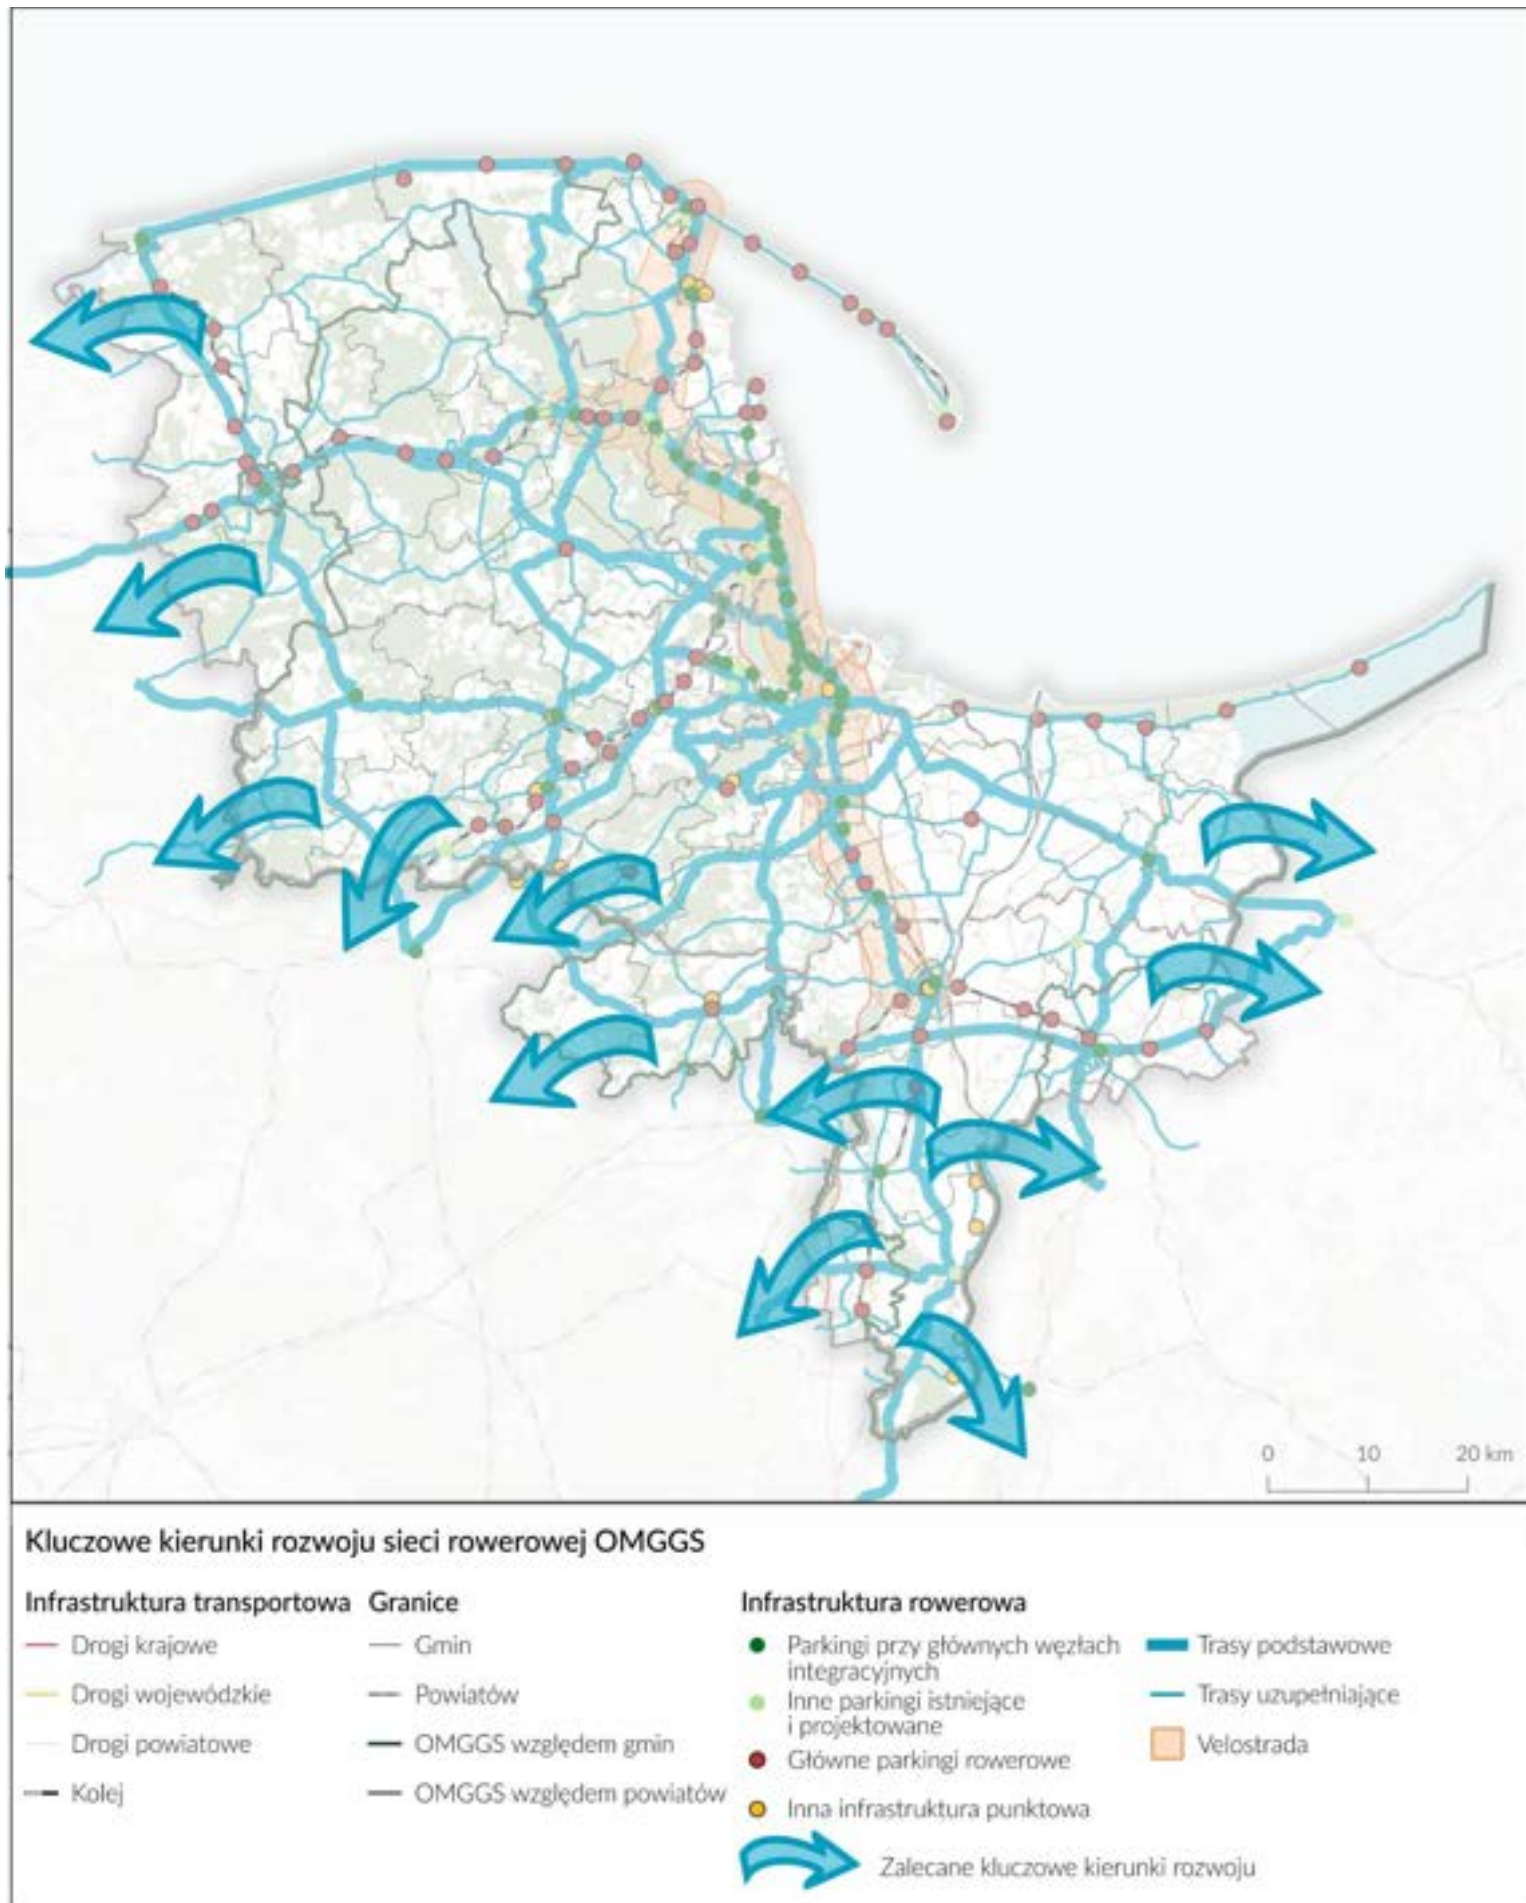 0 10 20 km
Kluczowe kierunki rozwoju sieci rowerowej OMGGS
Infrastruktura transportowa
Drogi krajowe
Drogi wojewódzkie
Drogi powiatowe
Kolej
Granice
Gmin
Powiatów
OMGGS względem gmin
OMGGS względem powiatów
Infrastruktura rowerowa
Parkingi przy głównych węzłach
integracyjnych
Inne parkingi istniejące
i projektowane
Główne parkingi rowerowe
Inna infrastruktura punktowa
Trasy podstawowe
Trasy uzupełniające
Velostrada
Zalecane kluczowe kierunki rozwoju